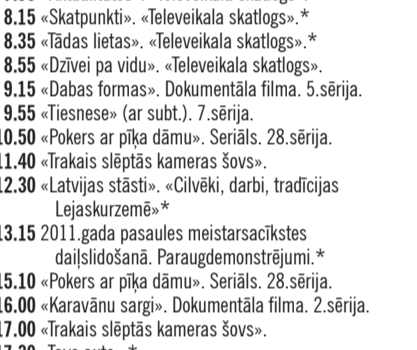 8.15 «Skatpunkti». «Televeikala skatlogs».*
8.35 «Tādas lietas». «Televeikala skatlogs».*
8.55 «Dzīvei pa vidu». «Televeikala skatlogs».
9.15 «Dabas formas». Dokumentāla filma. 5.sērija.
9.55 «Tiesnese» (ar subt.). 7.sērija.
10.50 «Pokers ar pīķa dāmu». Seriāls. 28.sērija.
11.40 «Trakais slēptās kameras šovs».
12.30 «Latvijas stāsti». «Cilvēki, darbi, tradīcijas
Lejaskurzemē»*
13.15 2011.gada pasaules meistarsacīkstes
daiļslidošanā. Paraugdemonstrējumi.*
15.10 «Pokers ar pīķa dāmu». Seriāls. 28.sērija.
16.00 «Karavānu sargi». Dokumentāla filma. 2.sērija.
17.00 «Trakais slēptās kameras šovs».